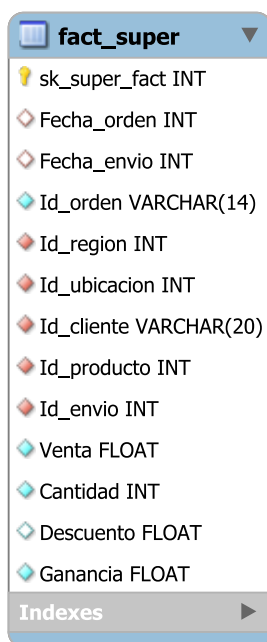 fact_super
sk_super_fact INT
Fecha_orden INT
Fecha_envio INT
Id_orden VARCHAR(14)
Id_region INT
Id_ubicacion INT
Id_cliente VARCHAR(20)
Id_producto INT
Id_envio INT
Venta FLOAT
Cantidad INT
Descuento FLOAT
Ganancia FLOAT
Indexes